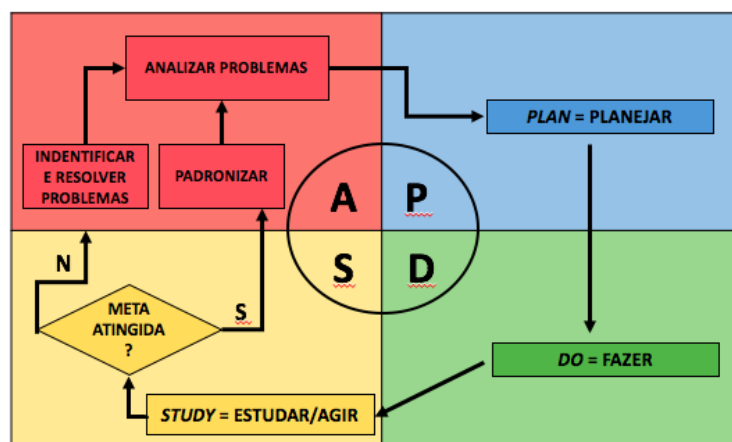 ANALIZAR PROBLEMAS
PLAN = PLANEJAR
INDENTIFICAR
E RESOLVER
PROBLEMAS
PADRONIZAR
A P
S D
N
S
META
ATINGIDA
?
DO = FAZER
STUDY = ESTUDAR/AGIR